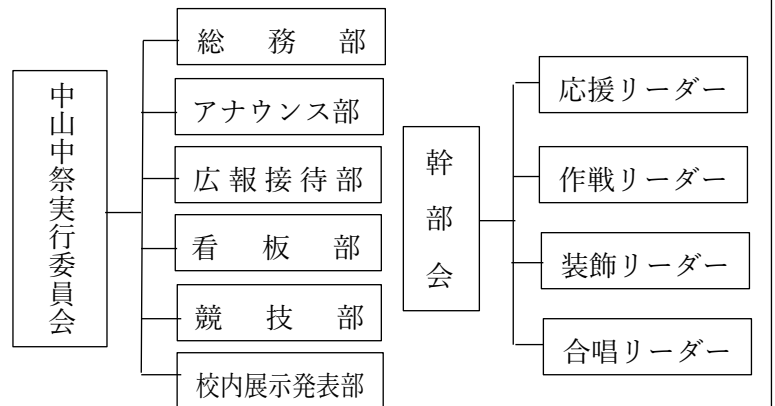 中山中祭実行委員会
総務部
アナウンス部
広報接待部
看板部
競技部
校内展示発表部
幹部会
応援リーダー
作戦リーダー
装飾リーダー
合唱リーダー